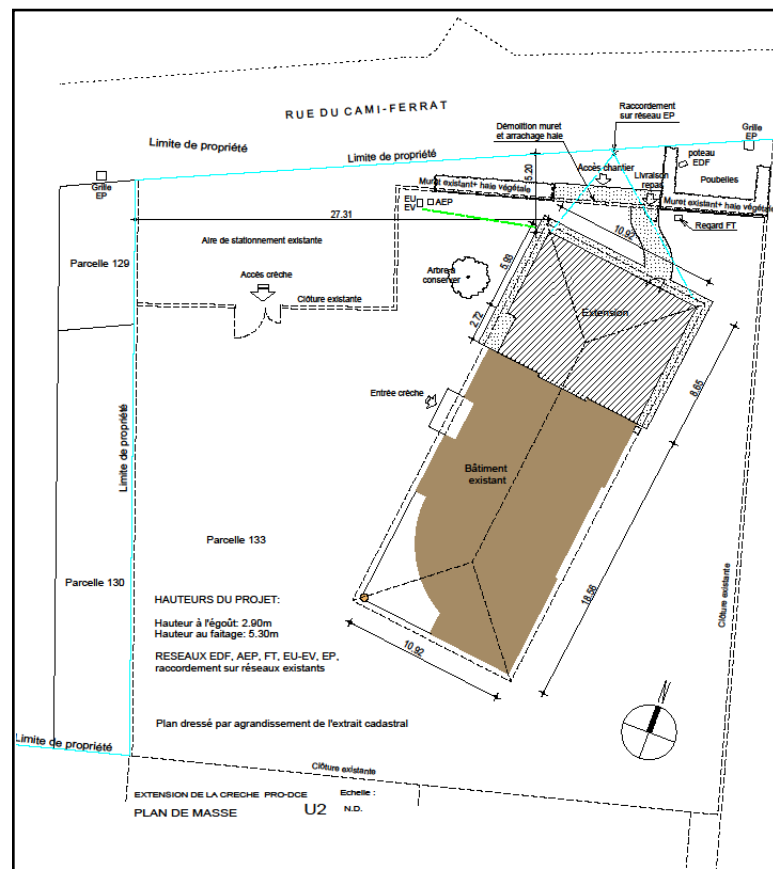 RUE DU CAMI-FERRAT
Raccordement
sur réseau EP
Démolition muret
et arrachage haie
Grille
EP
Limite de propriété
Limite de propriété
5.20
Accès chantier
poteau
EDF
Poubelles
Livraison
repas
Grille
EP
Muret existant+ haie végétale
Muret existant+ haie végétale
EU
EV
AEP
27.31
Regard FT
10.92
Aire de stationnement existante
Parcelle 129
Accès crèche
Arbre à
conserver
5.90
Clôture existante
Extension
2.72
8.65
Entrée crèche
Limite de propriété
Bâtiment
existant
Parcelle 133
Parcelle 130
18.56
Clôture existante
HAUTEURS DU PROJET:
Hauteur à l'égoût: 2.90m
Hauteur au faitage: 5.30m
10.92
RESEAUX EDF, AEP, FT, EU-EV, EP,
raccordement sur réseaux existants
Plan dressé par agrandissement de l'extrait cadastral
Limite de propriété
Clôture existante
EXTENSION DE LA CRECHE PRO-DCE
Echelle :
PLAN DE MASSE
U2
N.D.